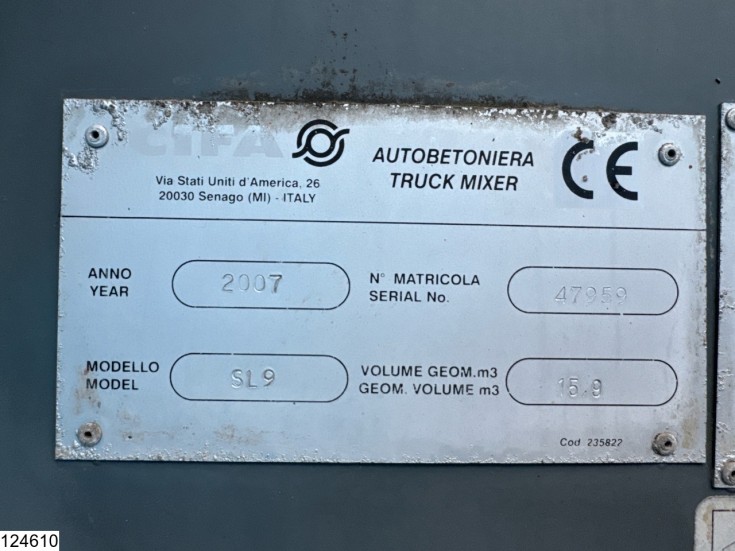 CIFA
AUTOBETONIERA
TRUCK MIXER
CE
Via Stati Uniti d'America, 26
20030 Senago (MI) - ITALY
ANNO
YEAR
2007
N° MATRICOLA
SERIAL No.
47959
MODELLO
MODEL
SL9
VOLUME GEOM.m3
GEOM. VOLUME m3
15.9
Cod 235822
124610